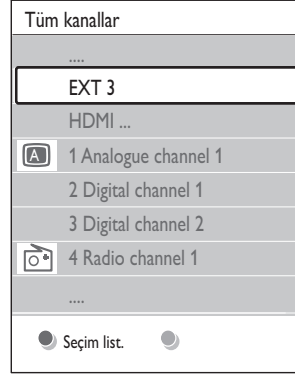 Tüm kanallar
....
EXT 3
HDMI ...
A 1 Analogue channel 1
2 Digital channel 1
3 Digital channel 2
4 Radio channel 1
....
Seçim list.